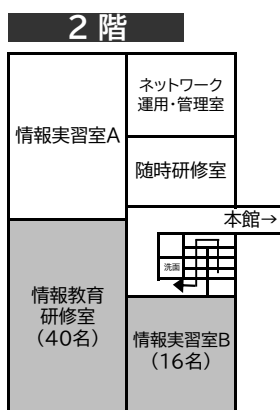 2階
情報実習室A
ネットワーク
運用・管理室
随時研修室
本館→
洗面
情報教育
研修室
(40名)
情報実習室B
(16名)